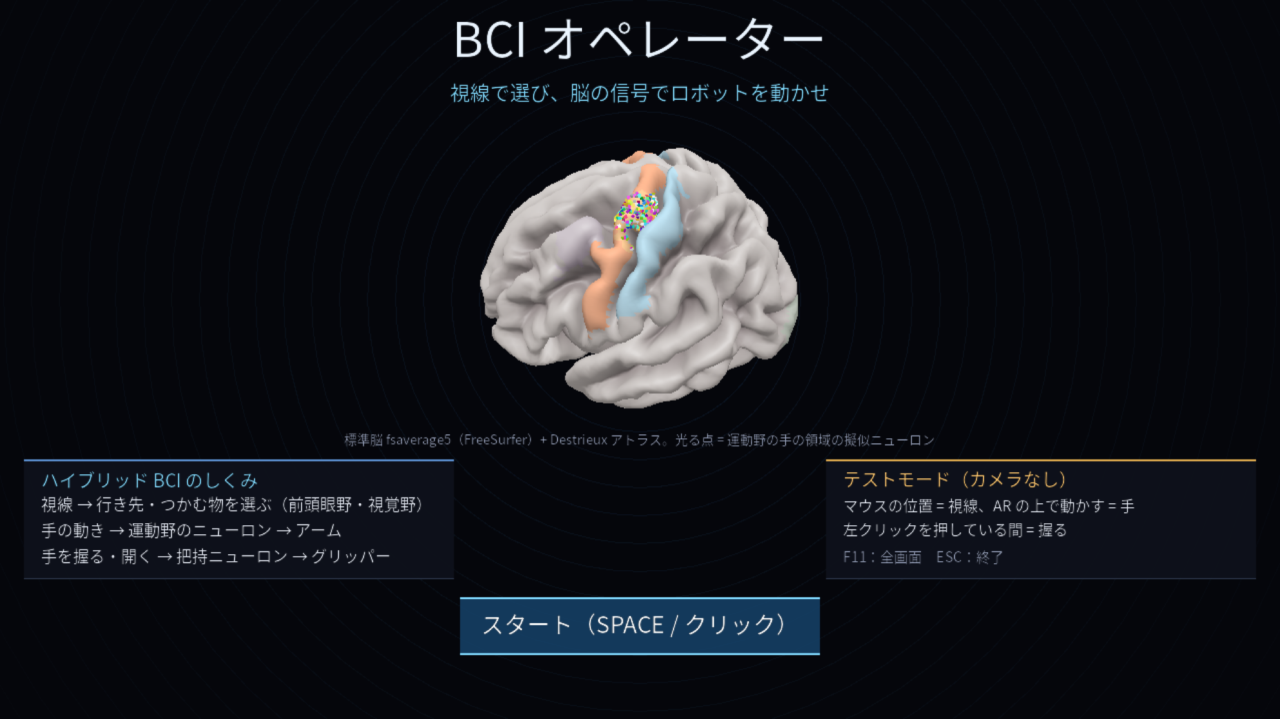 BCI オペレーター
視線で選び、脳の信号でロボットを動かせ
標準脳 fsaverage5（FreeSurfer）+ Destrieux アトラス。光る点 = 運動野の手の領域の擬似ニューロン
ハイブリッド BCI のしくみ
視線 → 行き先・つかむ物を選ぶ（前頭眼野・視覚野）
手の動き → 運動野のニューロン → アーム
手を握る・開く → 把持ニューロン → グリッパー
テストモード（カメラなし）
マウスの位置 = 視線、AR の上で動かす = 手
左クリックを押している間 = 握る
F11：全画面　ESC：終了
スタート（SPACE / クリック）